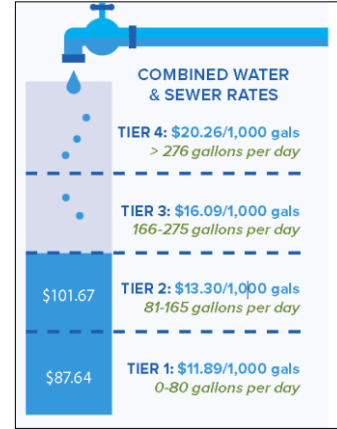 COMBINED WATER
& SEWER RATES
TIER 4: $20.26/1,000 gals
> 276 gallons per day
TIER 3: $16.09/1,000 gals
166-275 gallons per day
$101.67
TIER 2: $13.30/1,000 gals
81-165 gallons per day
$87.64
TIER 1: $11.89/1,000 gals
0-80 gallons per day